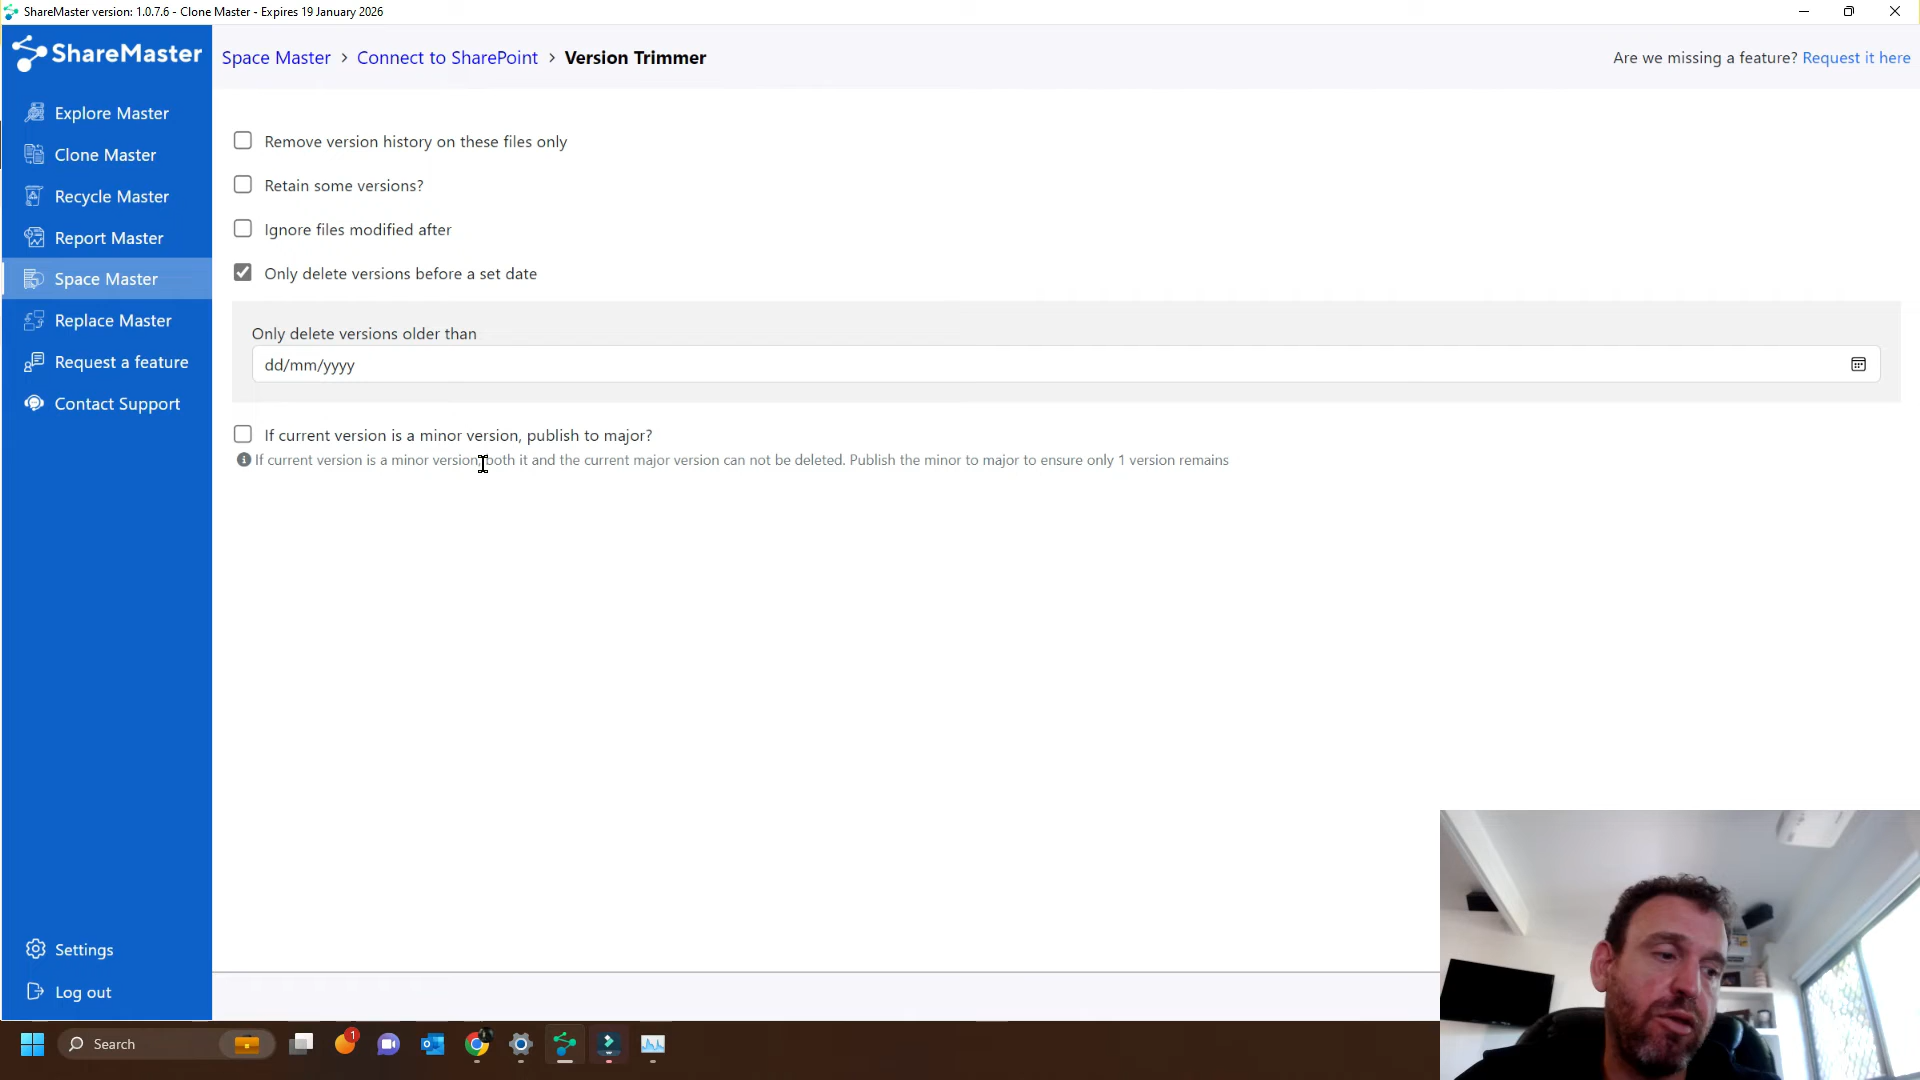 ShareMaster version: 1.0.7.6 - Clone Master - Expires 19 January 2026
ShareMaster
Space Master > Connect to SharePoint > Version Trimmer
Are we missing a feature? Request it here
Explore Master
Clone Master
Recycle Master
Report Master
Space Master
Replace Master
Request a feature
Contact Support
Remove version history on these files only
Retain some versions?
Ignore files modified after
Only delete versions before a set date
Only delete versions older than
dd/mm/yyyy
If current version is a minor version, publish to major?
If current version is a minor version, both it and the current major version can not be deleted. Publish the minor to major to ensure only 1 version remains
Settings
Log out
Search
1